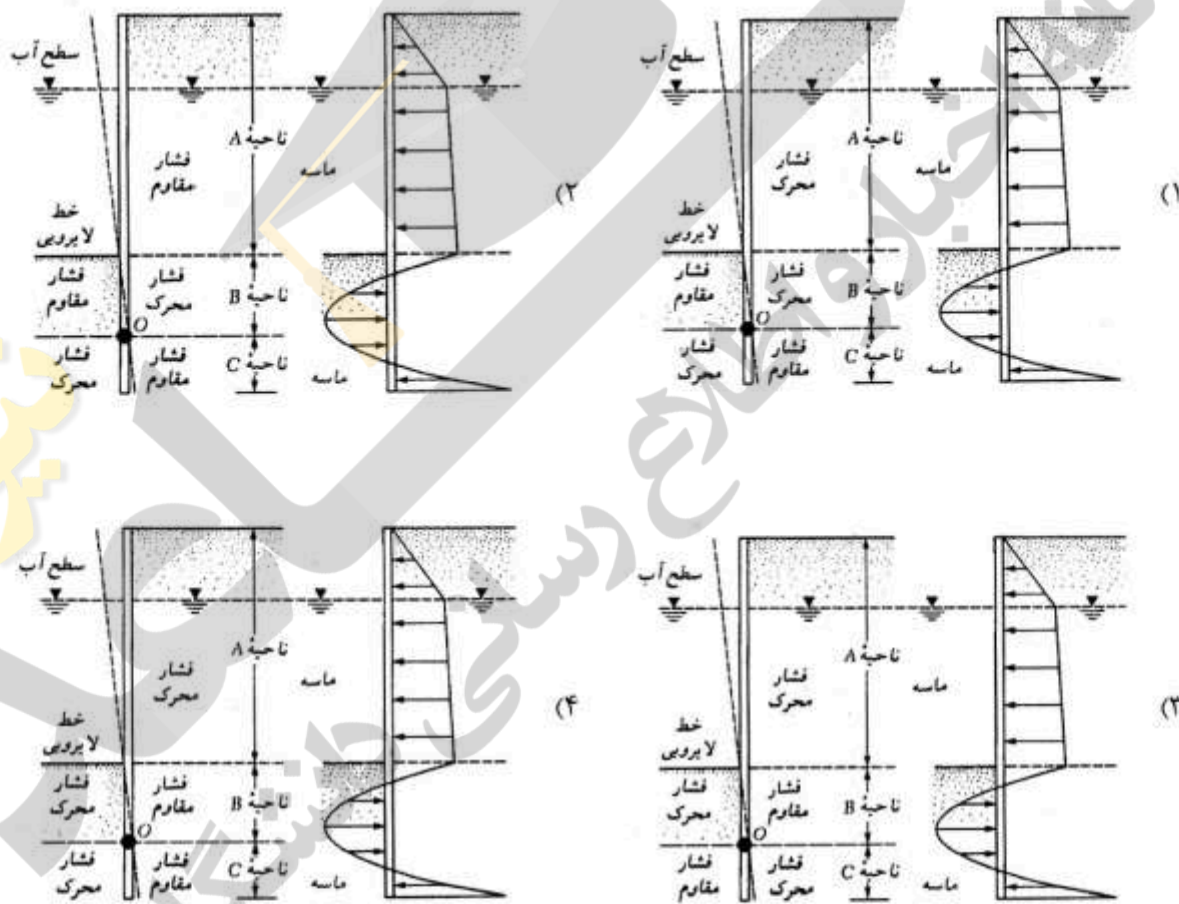 ۱)
سطح آب
ناحیهٔ A
فشار محرک
ماسه
خط لایروبی
فشار مقاوم
فشار محرک
ناحیهٔ B
O
فشار محرک
فشار مقاوم
ناحیهٔ C
ماسه
۲)
سطح آب
ناحیهٔ A
فشار مقاوم
ماسه
خط لایروبی
فشار مقاوم
فشار محرک
ناحیهٔ B
O
فشار محرک
فشار مقاوم
ناحیهٔ C
ماسه
۳)
سطح آب
ناحیهٔ A
فشار محرک
ماسه
خط لایروبی
فشار محرک
فشار مقاوم
ناحیهٔ B
O
فشار مقاوم
فشار محرک
ناحیهٔ C
ماسه
۴)
سطح آب
ناحیهٔ A
فشار محرک
ماسه
خط لایروبی
فشار محرک
فشار مقاوم
ناحیهٔ B
O
فشار محرک
فشار مقاوم
ناحیهٔ C
ماسه